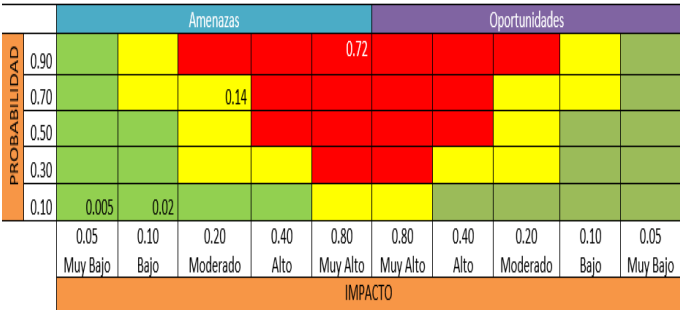 Amenazas Oportunidades
PROBABILIDAD
0.90 0.72
0.70 0.14
0.50
0.30
0.10 0.005 0.02
0.05 0.10 0.20 0.40 0.80 0.80 0.40 0.20 0.10 0.05
Muy Bajo Bajo Moderado Alto Muy Alto Muy Alto Alto Moderado Bajo Muy Bajo
IMPACTO